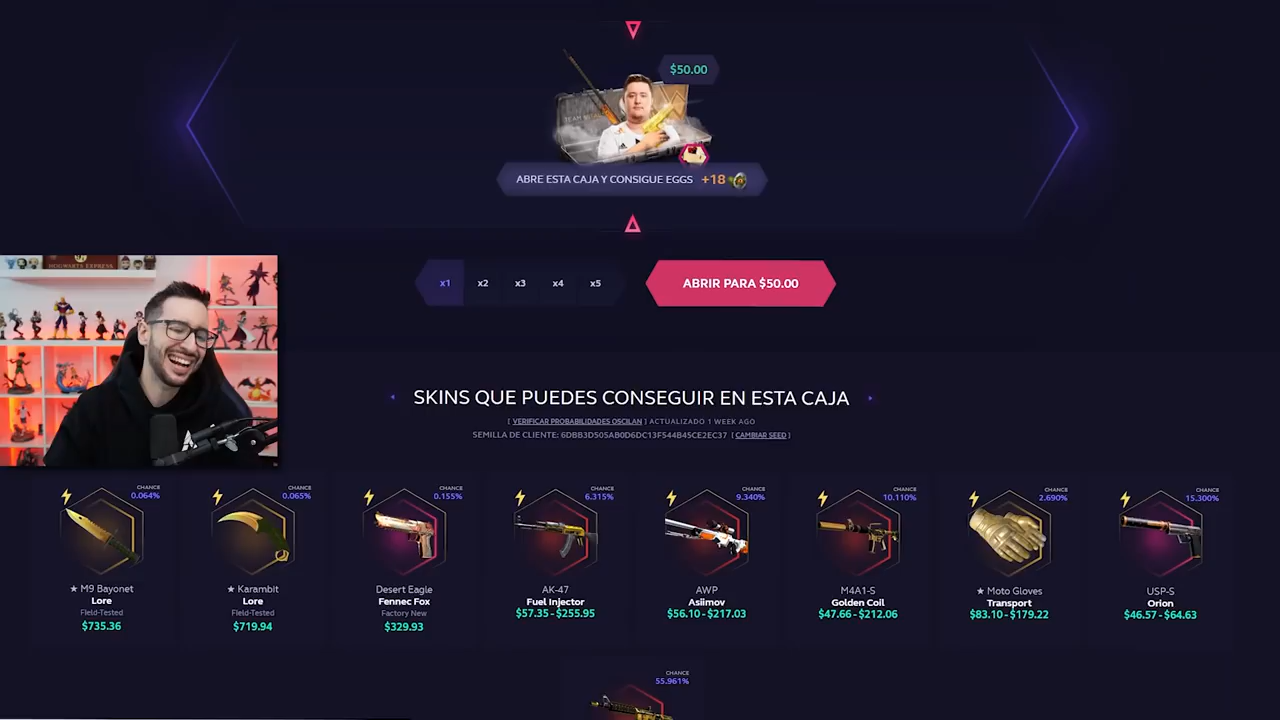 $50.00
ABRE ESTA CAJA Y CONSIGUE EGGS +18
x1 x2 x3 x4 x5
ABRIR PARA $50.00
HOGWARTS EXPRESS
SKINS QUE PUEDES CONSEGUIR EN ESTA CAJA
[ VERIFICAR PROBABILIDADES OSCILAN ] ACTUALIZADO 1 WEEK AGO
SEMILLA DE CLIENTE: 6DBB3D505AB0D6DC13F544B45CE2EC37 [ CAMBIAR SEED ]
CHANCE
0.064%
★ M9 Bayonet
Lore
Field-Tested
$735.36
CHANCE
0.065%
★ Karambit
Lore
Field-Tested
$719.94
CHANCE
0.155%
Desert Eagle
Fennec Fox
Factory New
$329.93
CHANCE
6.315%
AK-47
Fuel Injector
$57.35 - $255.95
CHANCE
9.340%
AWP
Asiimov
$56.10 - $217.03
CHANCE
10.110%
M4A1-S
Golden Coil
$47.66 - $212.06
CHANCE
2.690%
★ Moto Gloves
Transport
$83.10 - $179.22
CHANCE
15.300%
USP-S
Orion
$46.57 - $64.63
CHANCE
55.961%